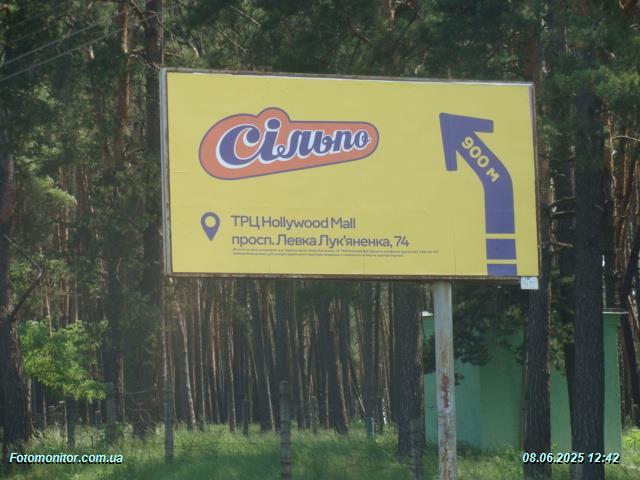 Сільпо
900 м
ТРЦ Hollywood Mall
просп. Левка Лук'яненка, 74
Fotomonitor.com.ua
08.06.2025 12:42